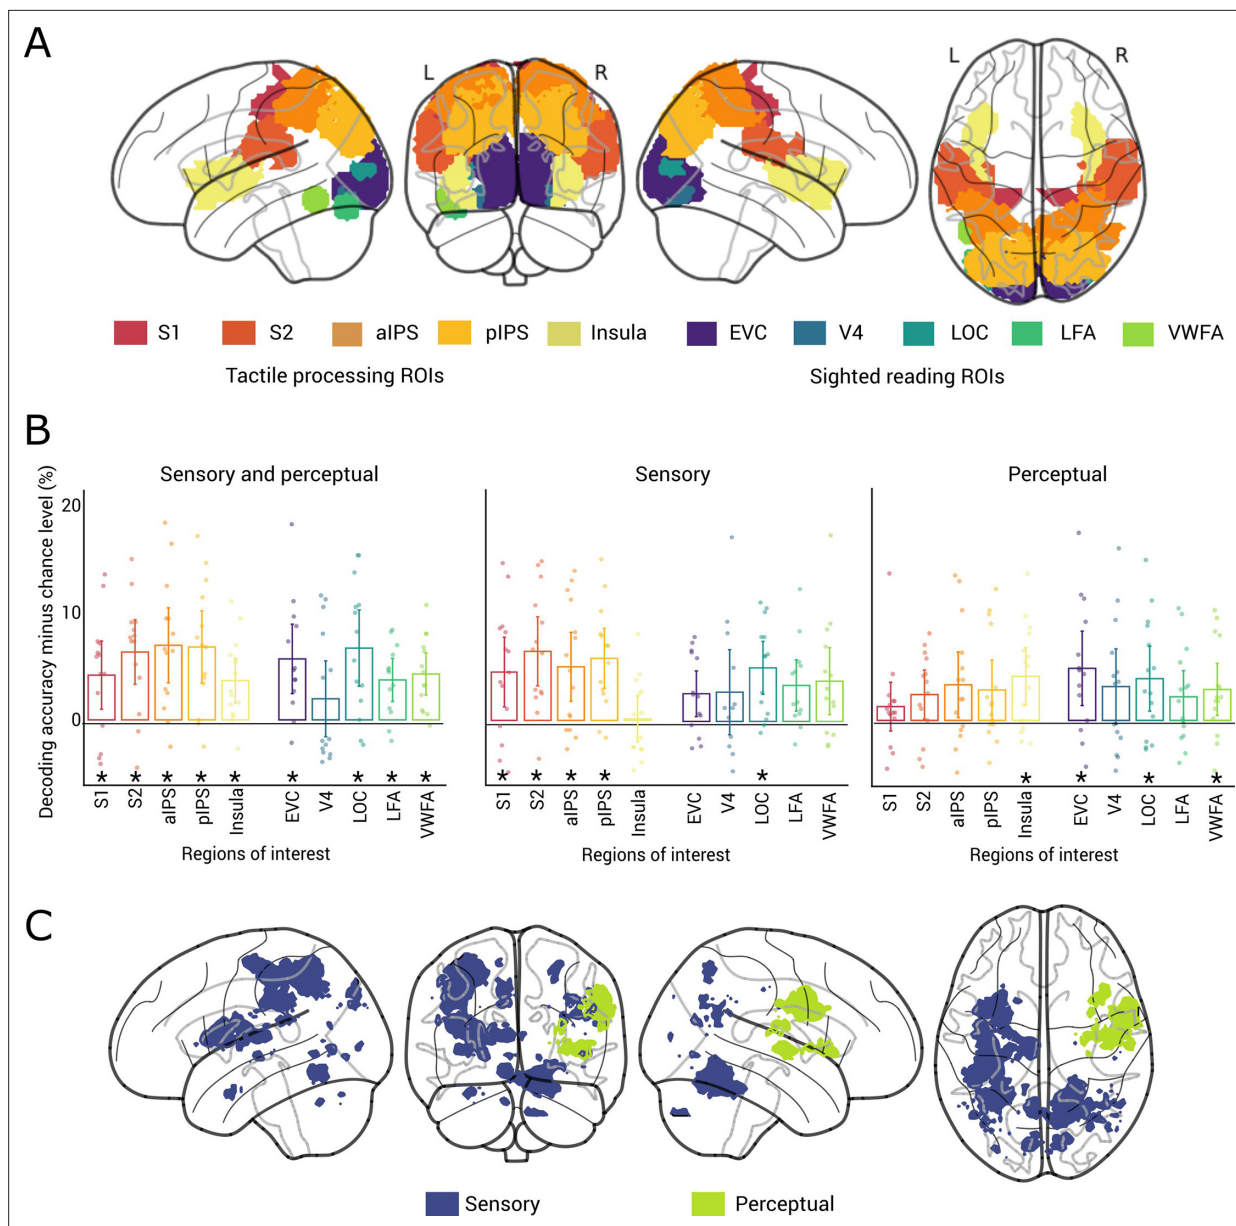 A
L R L R
S1 S2 aIPS pIPS Insula EVC V4 LOC LFA VWFA
Tactile processing ROIs Sighted reading ROIs
B
Decoding accuracy minus chance level (%)
Sensory and perceptual Sensory Perceptual
20
10
0
* * * * * * * * * * * * * * * * * *
S1 S2 aIPS pIPS Insula EVC V4 LOC LFA VWFA S1 S2 aIPS pIPS Insula EVC V4 LOC LFA VWFA S1 S2 aIPS pIPS Insula EVC V4 LOC LFA VWFA
Regions of interest Regions of interest Regions of interest
C
Sensory Perceptual